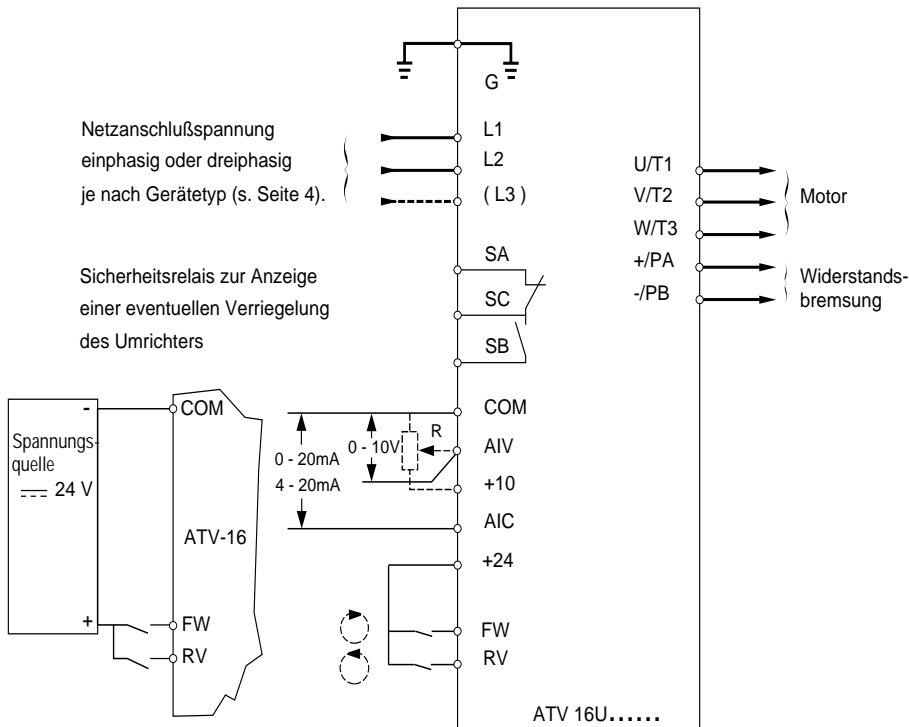 G
Netzanschlußspannung
einphasig oder dreiphasig
je nach Gerätetyp (s. Seite 4).
L1
L2
( L3 )
U/T1
V/T2
W/T3
Motor
+/PA
-/PB
Widerstands-
bremsung
Sicherheitsrelais zur Anzeige
einer eventuellen Verriegelung
des Umrichters
SA
SC
SB
-
Spannungs-
quelle
24 V
+
COM
ATV-16
FW
RV
0 - 20mA
4 - 20mA
0 - 10V
R
COM
AIV
+10
AIC
+24
FW
RV
ATV 16U......